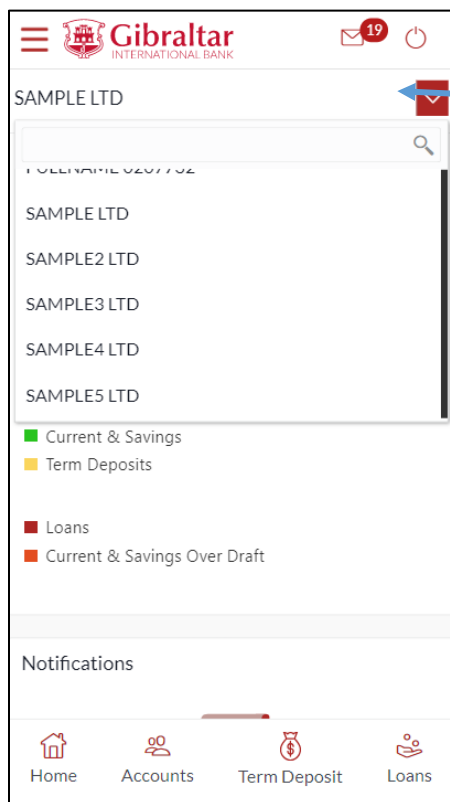 Gibraltar
INTERNATIONAL BANK
19
SAMPLE LTD
SAMPLE LTD
SAMPLE2 LTD
SAMPLE3 LTD
SAMPLE4 LTD
SAMPLE5 LTD
Current & Savings
Term Deposits
Loans
Current & Savings Over Draft
Notifications
Home Accounts Term Deposit Loans